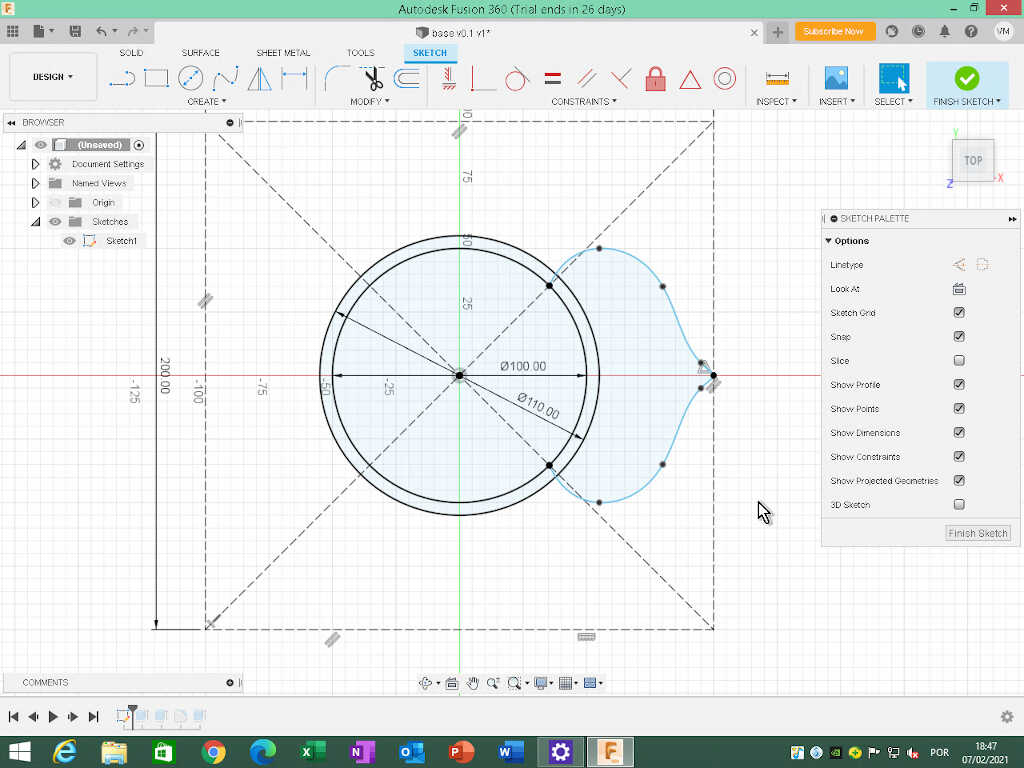 Autodesk Fusion 360 (Trial ends in 26 days)
base v0.1 v1*
Subscribe Now
VM
DESIGN
SOLID
SURFACE
SHEET METAL
TOOLS
SKETCH
CREATE
MODIFY
CONSTRAINTS
INSPECT
INSERT
SELECT
FINISH SKETCH
BROWSER
(Unsaved)
Document Settings
Named Views
Origin
Sketches
Sketch1
75
50
25
-25
-50
-75
-100
-125
200.00
Ø100.00
Ø110.00
Y
TOP
X
Z
SKETCH PALETTE
Options
Linetype
Look At
Sketch Grid
Snap
Slice
Show Profile
Show Points
Show Dimensions
Show Constraints
Show Projected Geometries
3D Sketch
Finish Sketch
COMMENTS
POR
18:47
07/02/2021